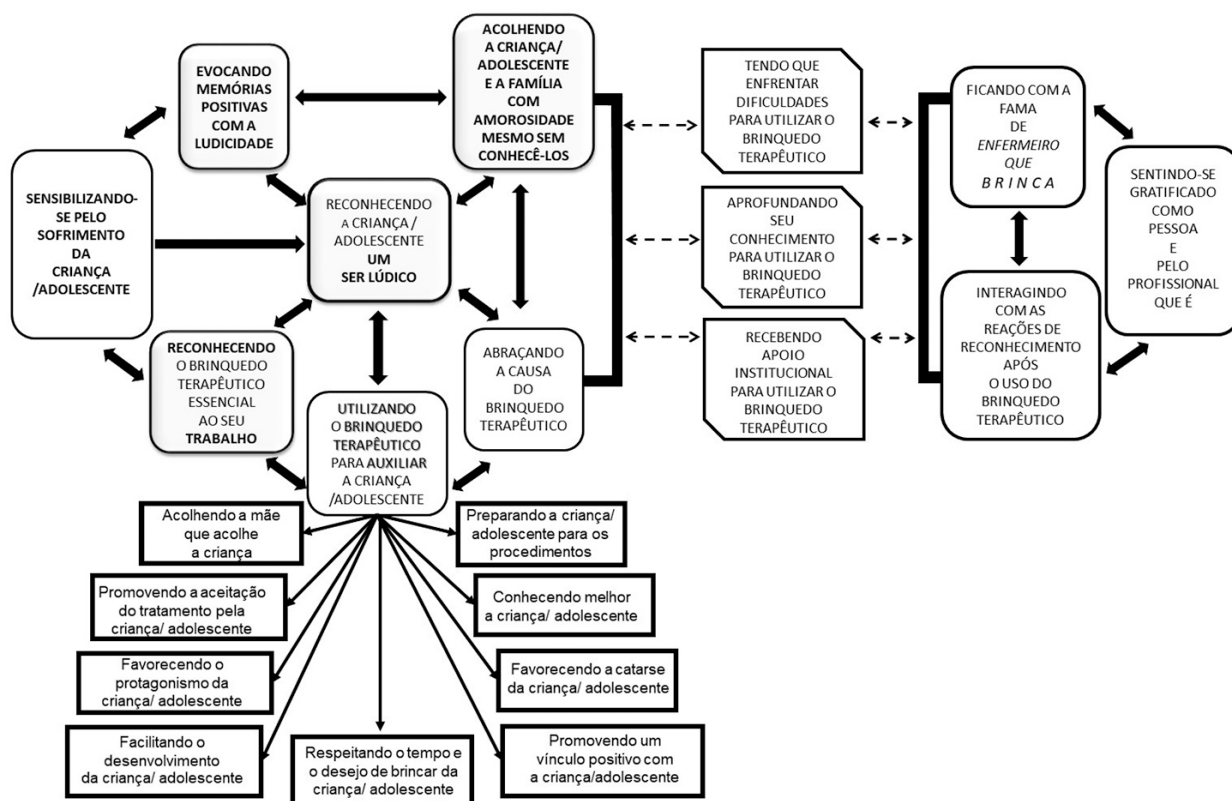 EVOCANDO
MEMÓRIAS
POSITIVAS
COM A
LUDICIDADE
ACOLHENDO
A CRIANÇA/
ADOLESCENTE
E A FAMÍLIA
COM
AMOROSIDADE
MESMO SEM
CONHECÊ-LOS
SENSIBILIZANDO-
SE PELO
SOFRIMENTO
DA
CRIANÇA
/ADOLESCENTE
RECONHECENDO
A CRIANÇA /
ADOLESCENTE
UM
SER LÚDICO
RECONHECENDO
O BRINQUEDO
TERAPÊUTICO
ESSENCIAL
AO SEU
TRABALHO
ABRAÇANDO
A CAUSA
DO
BRINQUEDO
TERAPÊUTICO
UTILIZANDO
O BRINQUEDO
TERAPÊUTICO
PARA AUXILIAR
A CRIANÇA
/ADOLESCENTE
TENDO QUE
ENFRENTAR
DIFICULDADES
PARA UTILIZAR O
BRINQUEDO
TERAPÊUTICO
APROFUNDANDO
SEU
CONHECIMENTO
PARA UTILIZAR O
BRINQUEDO
TERAPÊUTICO
RECEBENDO
APOIO
INSTITUCIONAL
PARA UTILIZAR O
BRINQUEDO
TERAPÊUTICO
FICANDO COM A
FAMA
DE
ENFERMEIRO
QUE
B R I N C A
SENTINDO-SE
GRATIFICADO
COMO
PESSOA
E
PELO
PROFISSIONAL
QUE É
INTERAGINDO
COM AS
REAÇÕES DE
RECONHECIMENTO
APÓS
O USO DO
BRINQUEDO
TERAPÊUTICO
Acolhendo a mãe
que acolhe
a criança
Preparando a criança/
adolescente para os
procedimentos
Promovendo a aceitação
do tratamento pela
criança/ adolescente
Conhecendo melhor
a criança/ adolescente
Favorecendo o
protagonismo da
criança/ adolescente
Favorecendo a catarse
da criança/ adolescente
Facilitando o
desenvolvimento
da criança/ adolescente
Respeitando o tempo e
o desejo de brincar da
criança/ adolescente
Promovendo um
vínculo positivo com
a criança/adolescente